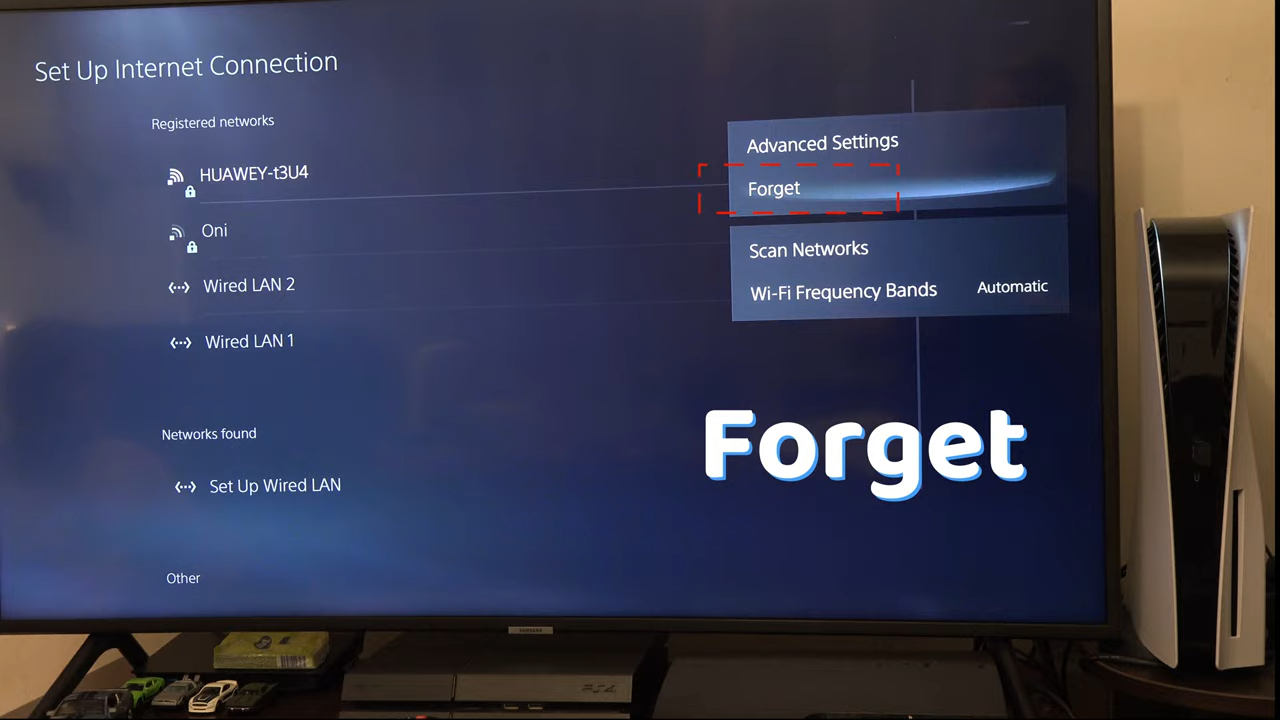 Set Up Internet Connection
Registered networks
HUAWEY-t3U4
Oni
Wired LAN 2
Wired LAN 1
Networks found
Set Up Wired LAN
Other
Advanced Settings
Forget
Scan Networks
Wi-Fi Frequency Bands Automatic
Forget
SAMSUNG
PS4